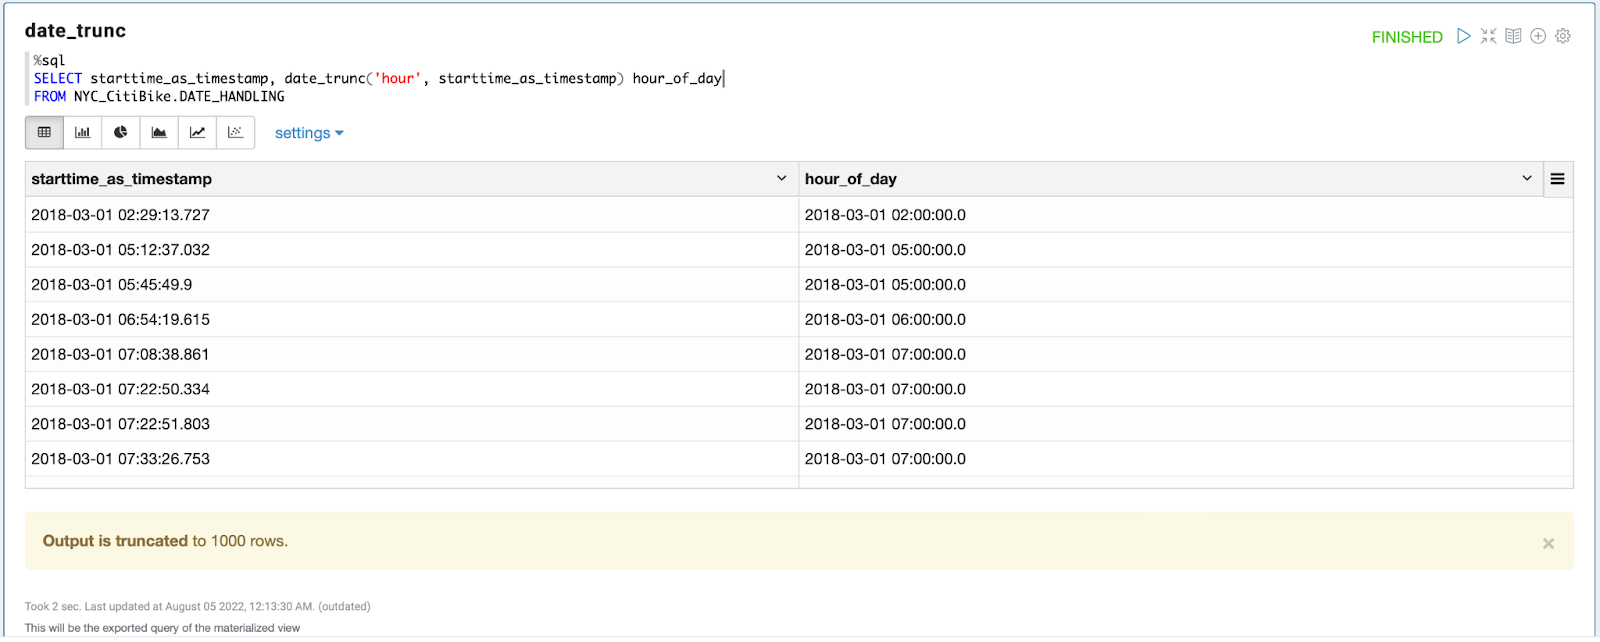 date_trunc
FINISHED
%sql
SELECT starttime_as_timestamp, date_trunc('hour', starttime_as_timestamp) hour_of_day
FROM NYC_CitiBike.DATE_HANDLING
settings
starttime_as_timestamp hour_of_day
2018-03-01 02:29:13.727 2018-03-01 02:00:00.0
2018-03-01 05:12:37.032 2018-03-01 05:00:00.0
2018-03-01 05:45:49.9 2018-03-01 05:00:00.0
2018-03-01 06:54:19.615 2018-03-01 06:00:00.0
2018-03-01 07:08:38.861 2018-03-01 07:00:00.0
2018-03-01 07:22:50.334 2018-03-01 07:00:00.0
2018-03-01 07:22:51.803 2018-03-01 07:00:00.0
2018-03-01 07:33:26.753 2018-03-01 07:00:00.0
Output is truncated to 1000 rows.
Took 2 sec. Last updated at August 05 2022, 12:13:30 AM. (outdated)
This will be the exported query of the materialized view